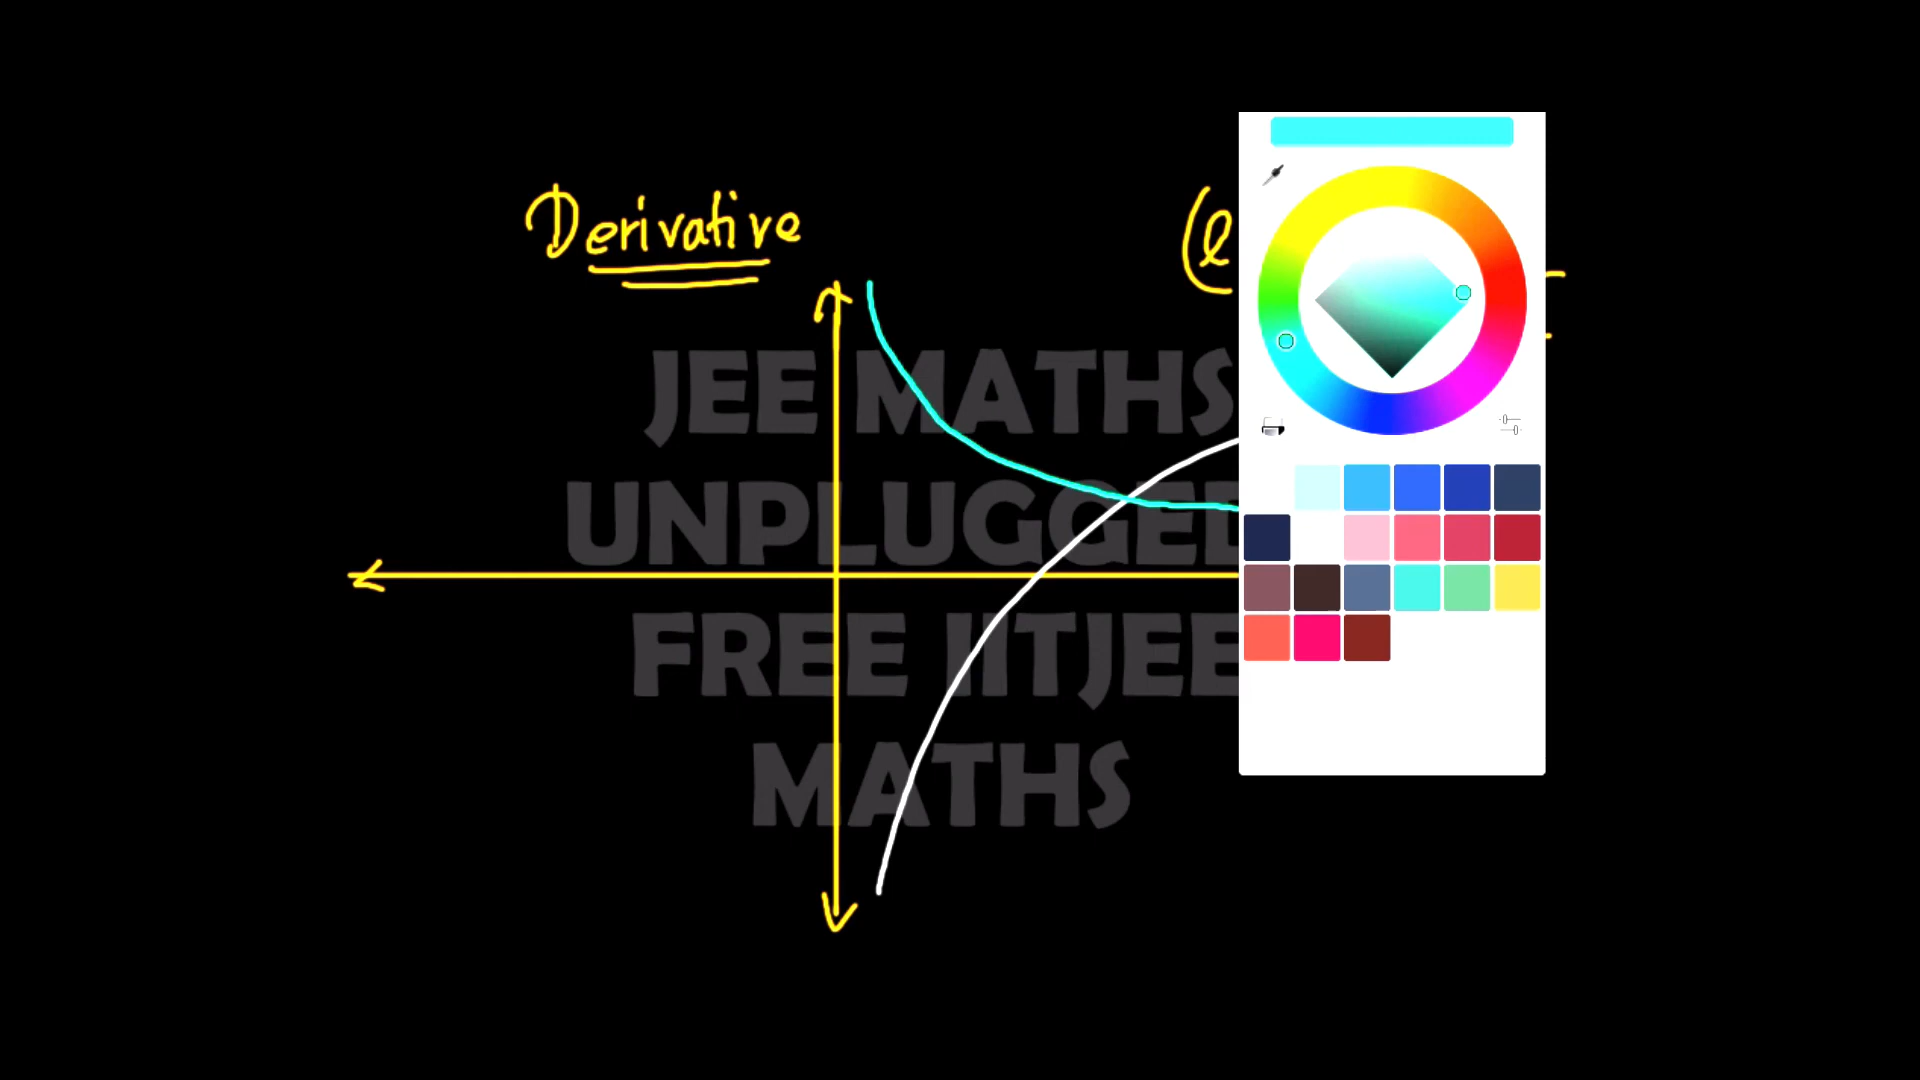 Derivative
(l
JEE MATHS
UNPLUGGED
FREE IITJEE
MATHS